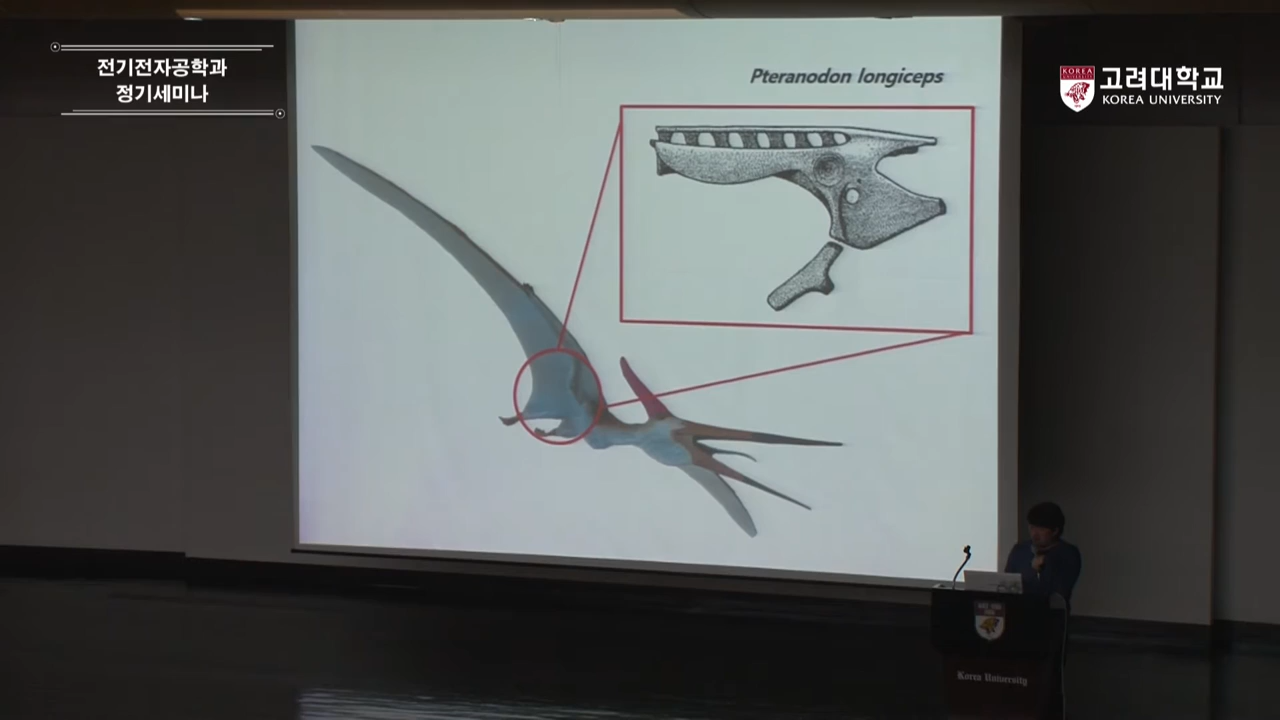 전기전자공학과
정기세미나
Pteranodon longiceps
KOREA
고려대학교
KOREA UNIVERSITY
Korea University